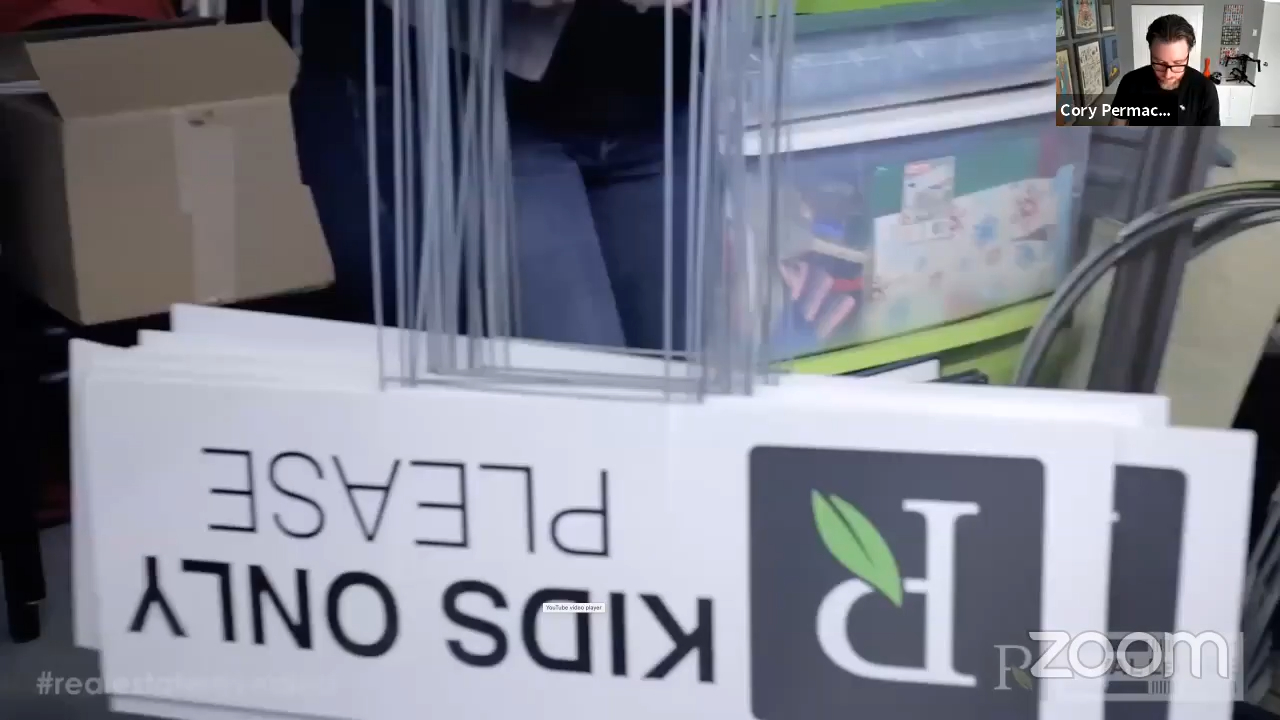 Cory Permac...
KIDS ONLY
PLEASE
R
YouTube video player
zoom